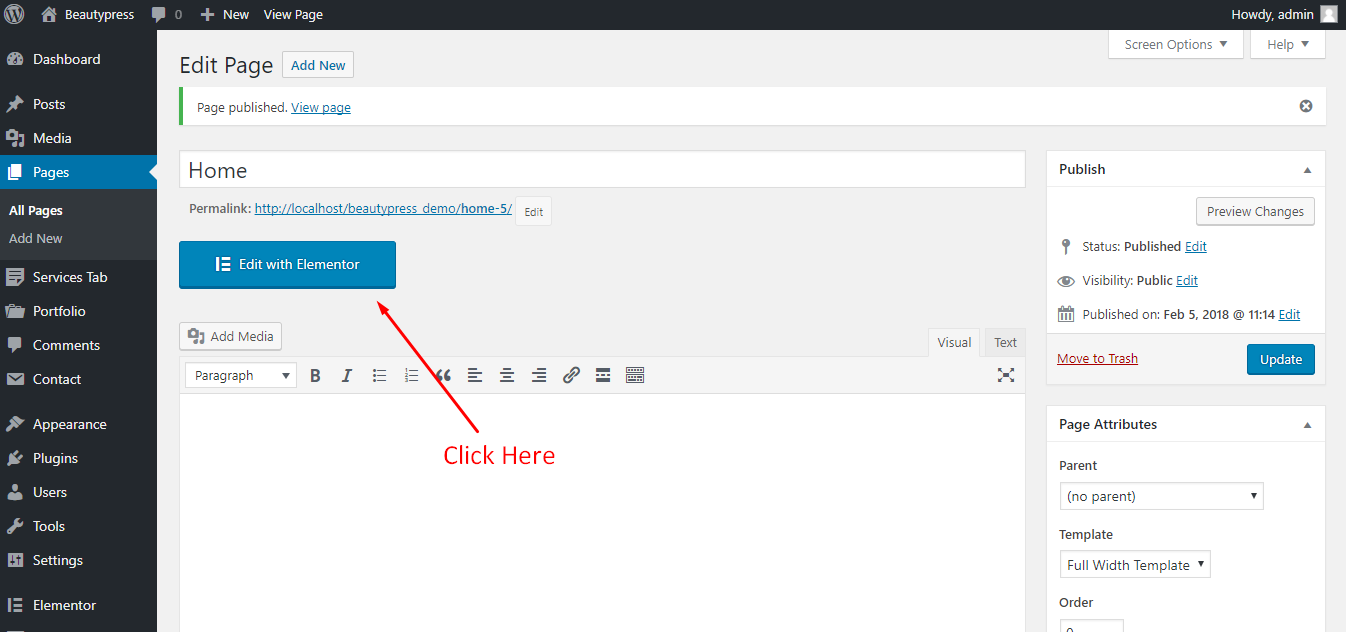 Beautypress 0 New View Page Howdy, admin
Dashboard
Posts
Media
Pages
All Pages
Add New
Services Tab
Portfolio
Comments
Contact
Appearance
Plugins
Users
Tools
Settings
Elementor
Screen Options Help
Edit Page Add New
Page published. View page
Home
Permalink: http://localhost/beautypress_demo/home-5/ Edit
Edit with Elementor
Add Media
Visual Text
Paragraph
Click Here
Publish
Preview Changes
Status: Published Edit
Visibility: Public Edit
Published on: Feb 5, 2018 @ 11:14 Edit
Move to Trash Update
Page Attributes
Parent
(no parent)
Template
Full Width Template
Order
0